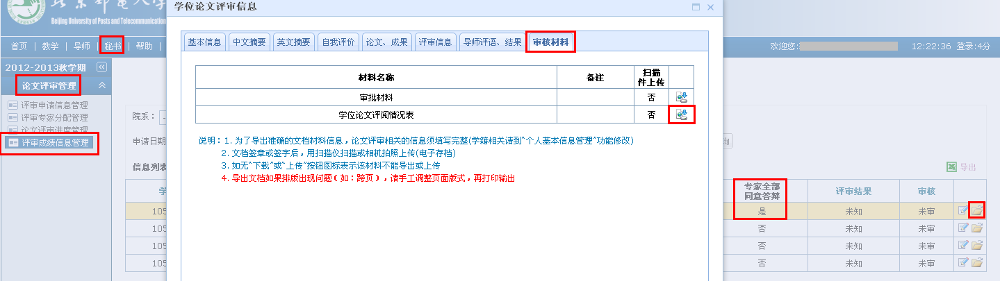 学位论文评审信息
Beijing University of Posts and Telecommunication
首页 | 教学 | 导师 | 秘书 | 帮助 |
欢迎您: 12:22:36 登录:4分
2012-2013秋学期
论文评审管理
评审申请信息管理
评审专家分配管理
论文评审进度管理
评审成绩信息管理
基本信息 中文摘要 英文摘要 自我评价 论文、成果 评审信息 导师评语、结果 审核材料
材料名称 备注 扫描件上传
审批材料 否
学位论文评阅情况表 否
说明：1. 为了导出准确的文档材料信息，论文评审相关的信息须填写完整(学籍相关请到“个人基本信息管理”功能修改)
2. 文档签章或签字后，用扫描仪扫描或相机拍照上传(电子存档)
3. 如无“下载”或“上传”按钮图标表示该材料不能导出或上传
4. 导出文档如果排版出现问题（如：跨页），请手工调整页面版式，再打印输出
院系：
申请日期
信息列表
导出
学 专家全部同意答辩 评审结果 审核
105 是 未知 未审
105 否 未知 未审
105 否 未知 未审
105 否 未知 未审